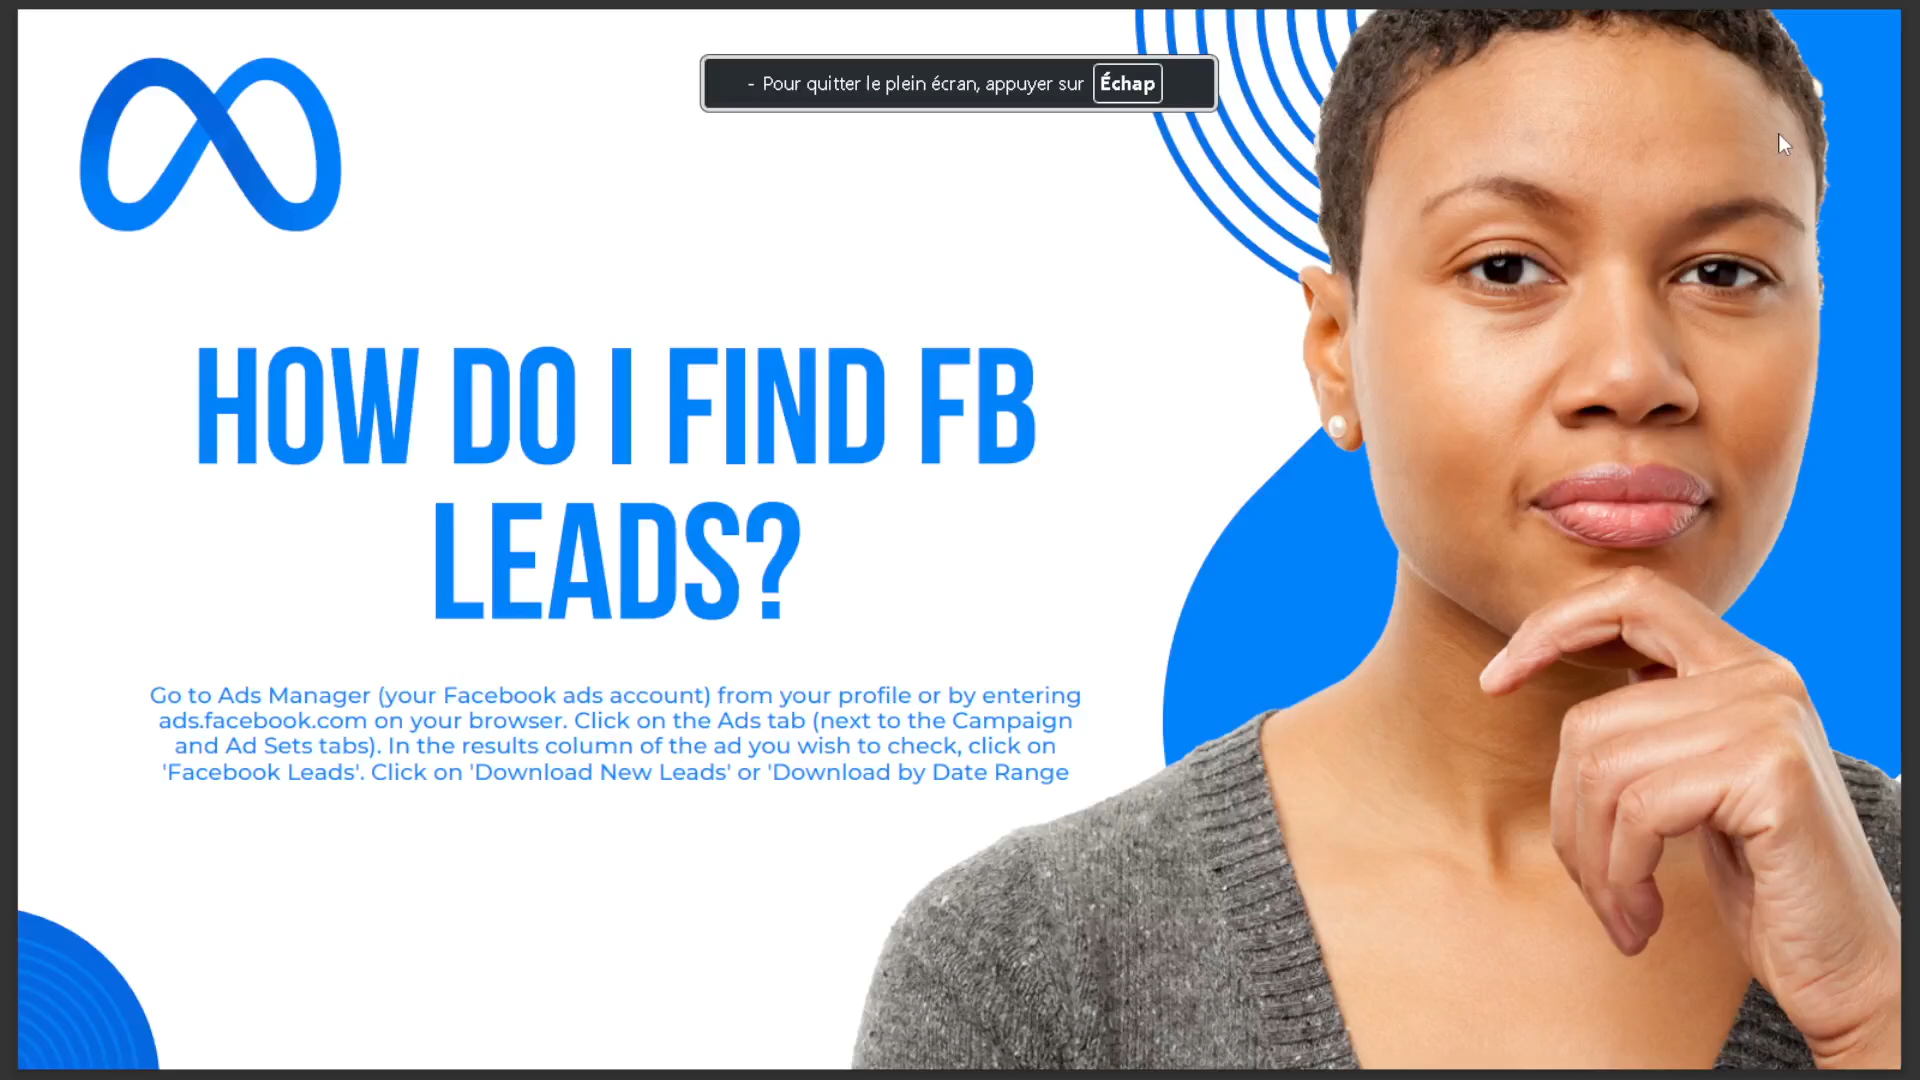 - Pour quitter le plein écran, appuyer sur Échap
HOW DO I FIND FB
LEADS?
Go to Ads Manager (your Facebook ads account) from your profile or by entering
ads.facebook.com on your browser. Click on the Ads tab (next to the Campaign
and Ad Sets tabs). In the results column of the ad you wish to check, click on
'Facebook Leads'. Click on 'Download New Leads' or 'Download by Date Range